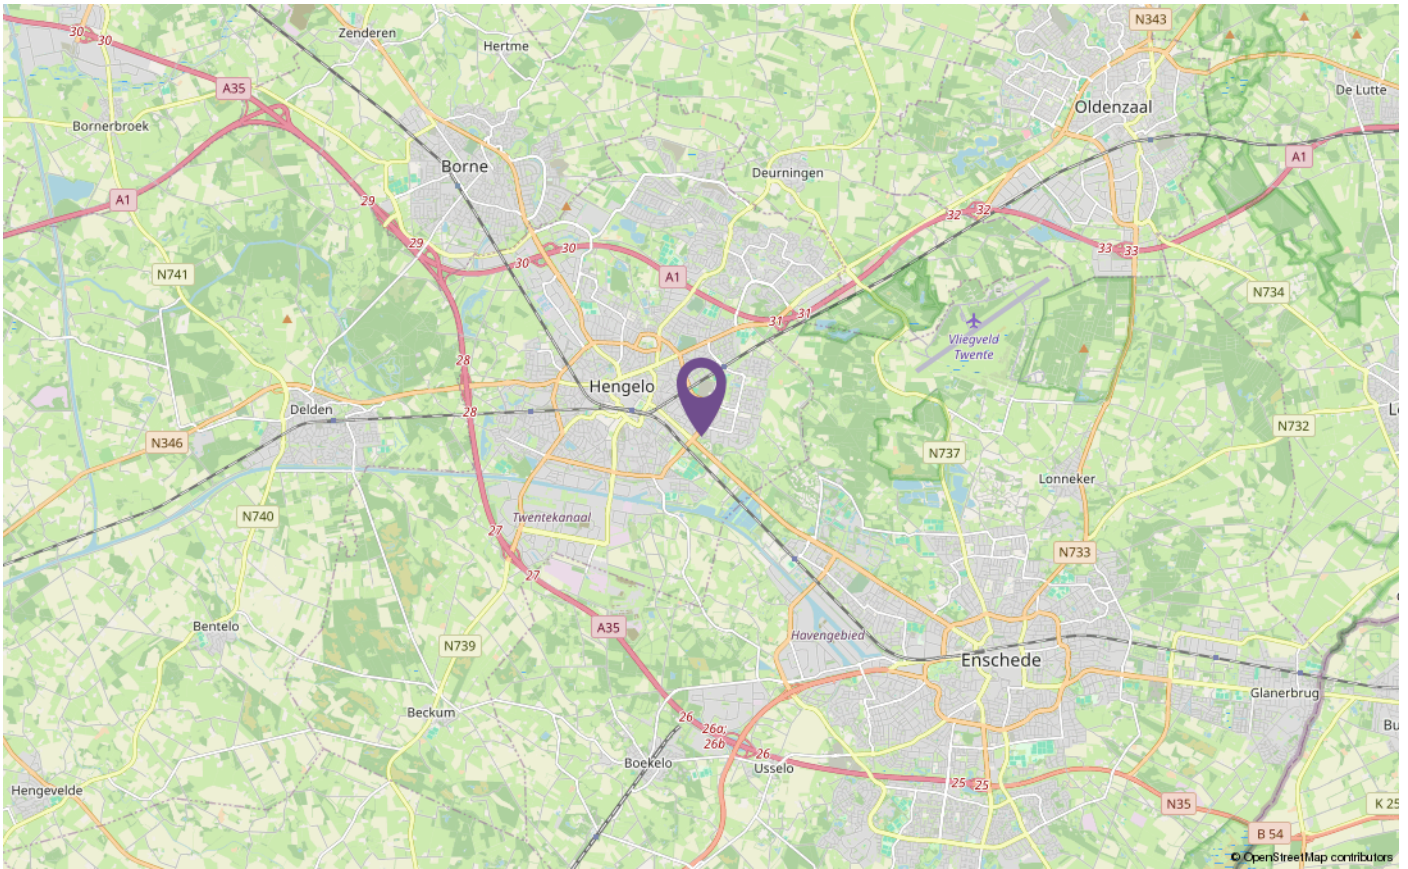 30
30
Zenderen
Hertme
N343
A35
De Lutte
Oldenzaal
Bornerbroek
A1
Borne
Deurningen
A1
29
32
32
29
33
33
30
30
N741
A1
N734
31
31
Vliegveld
Twente
28
Hengelo
28
Delden
N346
N732
N737
Lonneker
N740
Twentekanaal
27
N733
27
Bentelo
A35
Havengebied
N739
Enschede
Glanerbrug
Beckum
26
26a;
26b
26
Boekelo
Usselo
25
25
Hengevelde
N35
B 54
© OpenStreetMap contributors